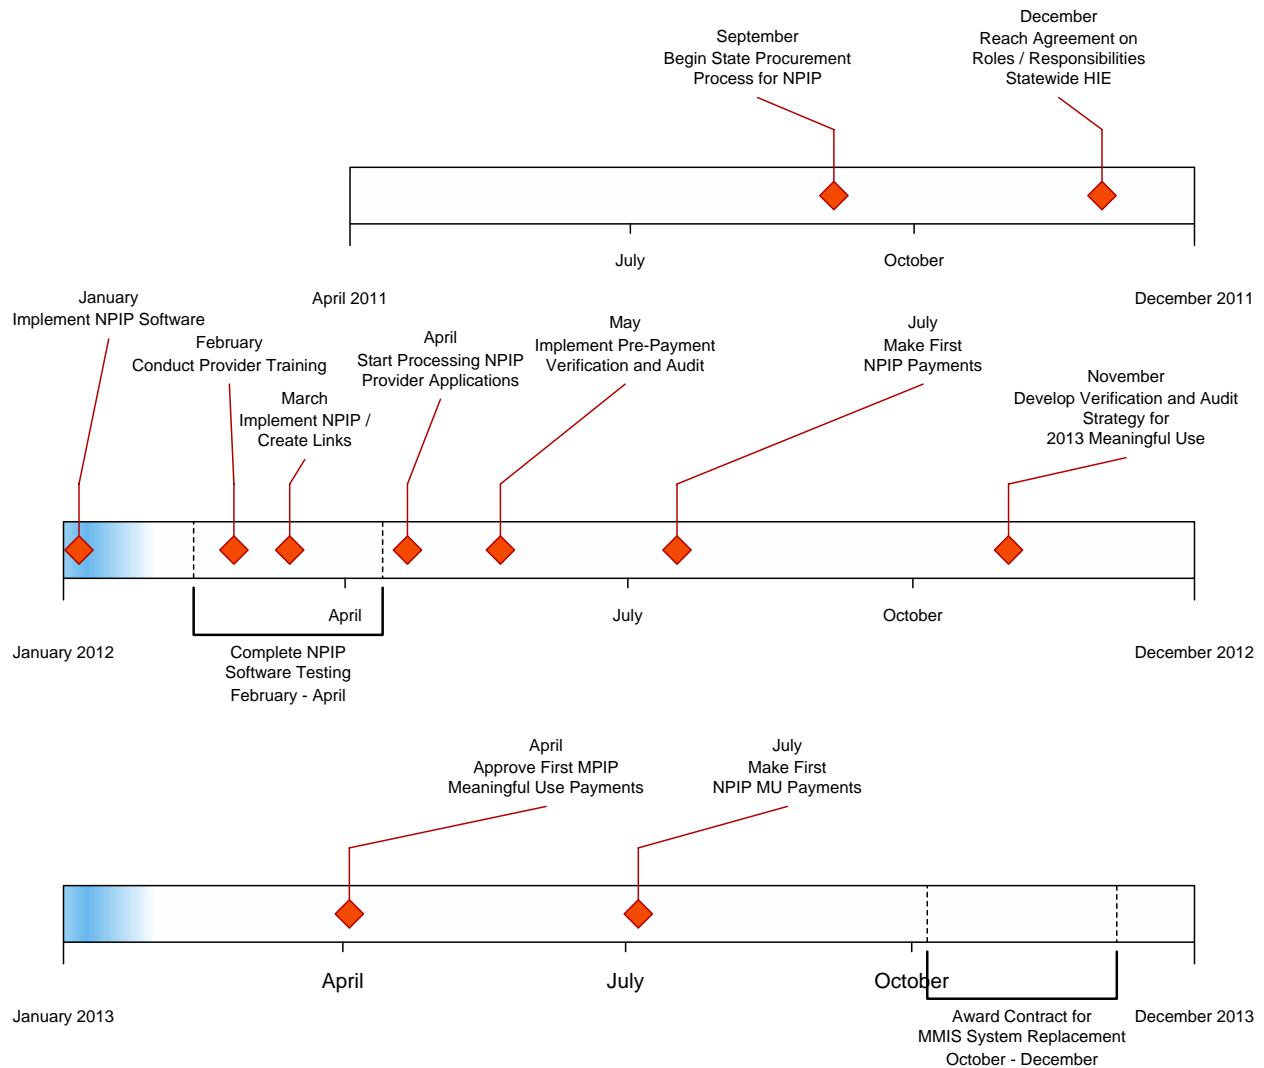 September
Begin State Procurement
Process for NPIP
December
Reach Agreement on
Roles / Responsibilities
Statewide HIE
July
October
April 2011
December 2011
January
Implement NPIP Software
February
Conduct Provider Training
March
Implement NPIP /
Create Links
April
Start Processing NPIP
Provider Applications
May
Implement Pre-Payment
Verification and Audit
July
Make First
NPIP Payments
November
Develop Verification and Audit
Strategy for
2013 Meaningful Use
April
July
October
January 2012
December 2012
Complete NPIP
Software Testing
February - April
April
Approve First MPIP
Meaningful Use Payments
July
Make First
NPIP MU Payments
April
July
October
January 2013
December 2013
Award Contract for
MMIS System Replacement
October - December